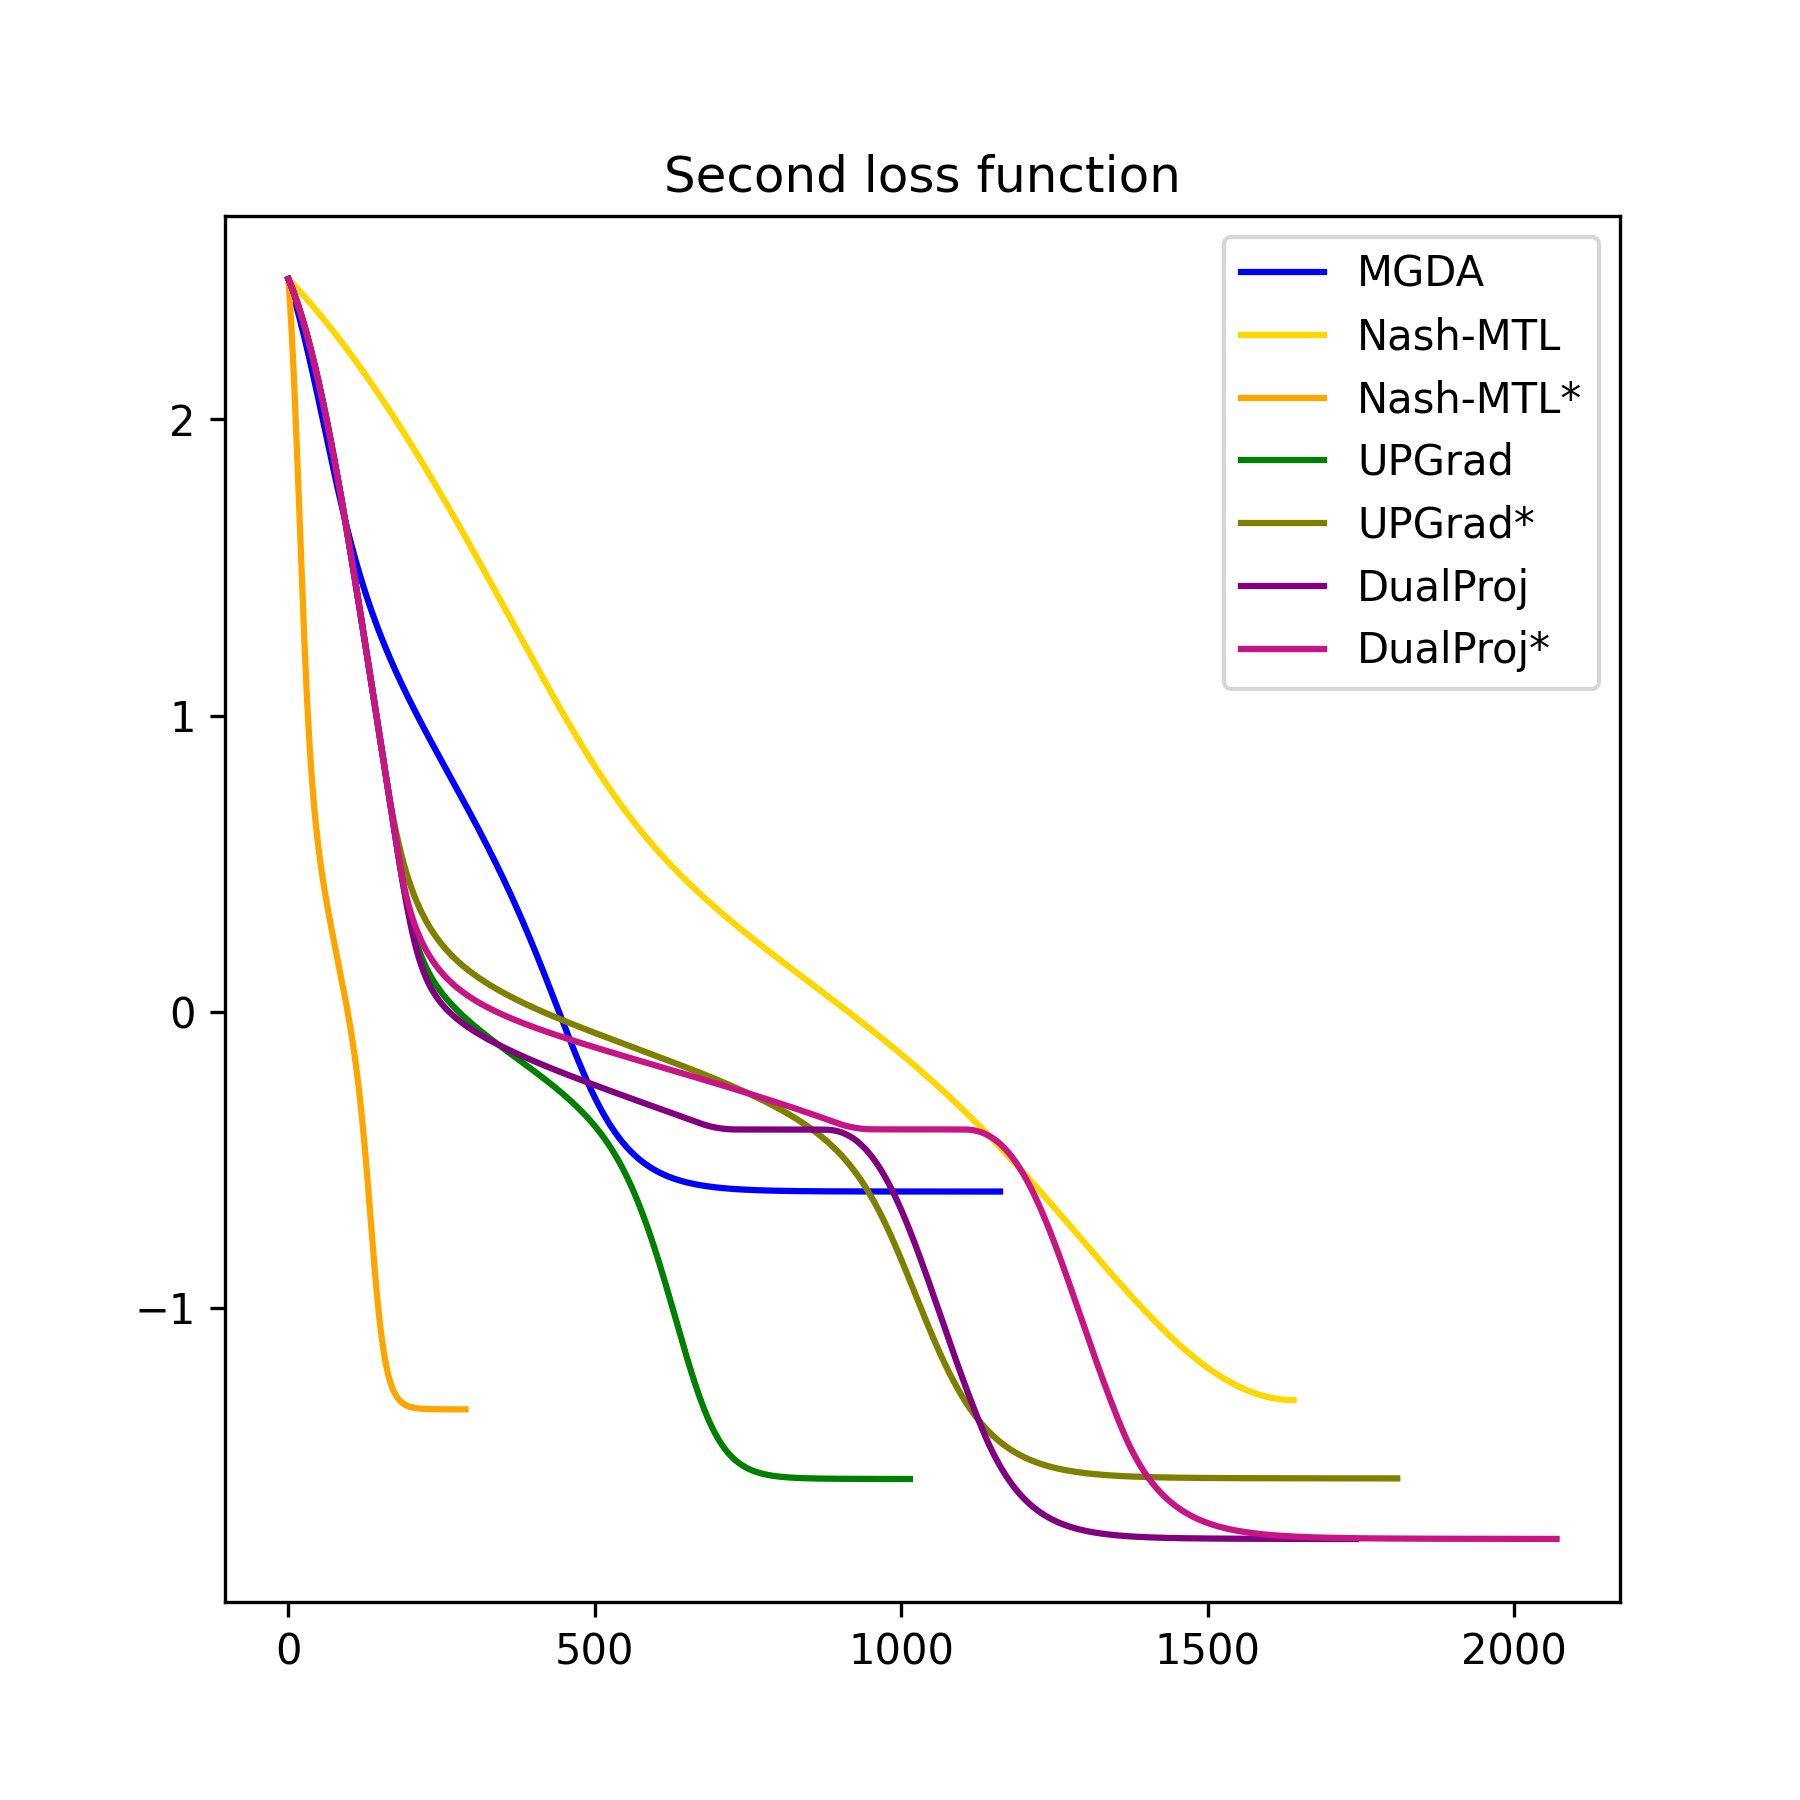 Second loss function
MGDA
Nash-MTL
Nash-MTL*
UPGrad
UPGrad*
DualProj
DualProj*
2
1
0
−1
0 500 1000 1500 2000